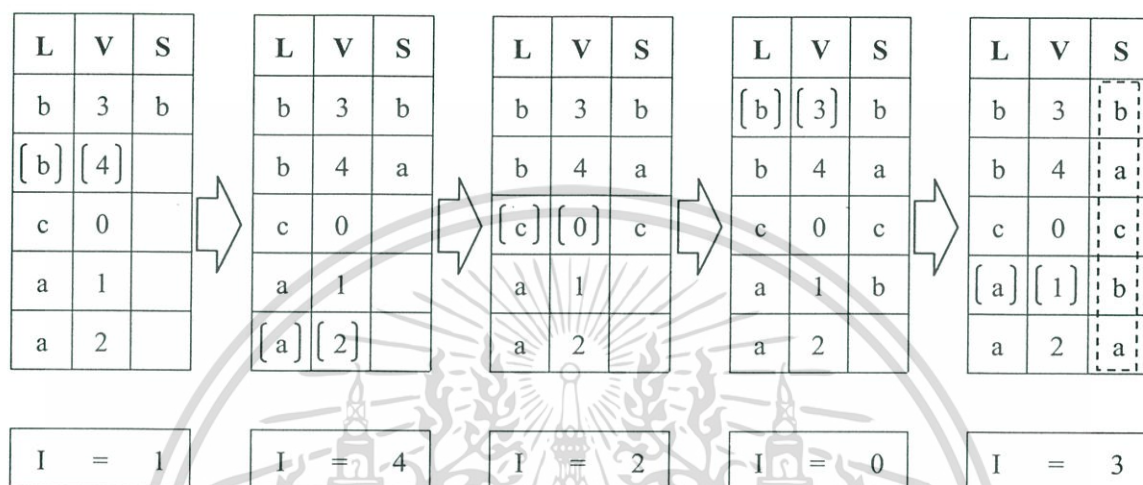 L V S L V S L V S L V S L V S
b 3 b b 3 b b 3 b [b] [3] b b 3 b
[b] [4] b 4 a b 4 a b 4 a b 4 a
c 0 c 0 [c] [0] c c 0 c c 0 c
a 1 a 1 a 1 a 1 b [a] [1] b
a 2 [a] [2] a 2 a 2 a 2 a
I = 1 I = 4 I = 2 I = 0 I = 3